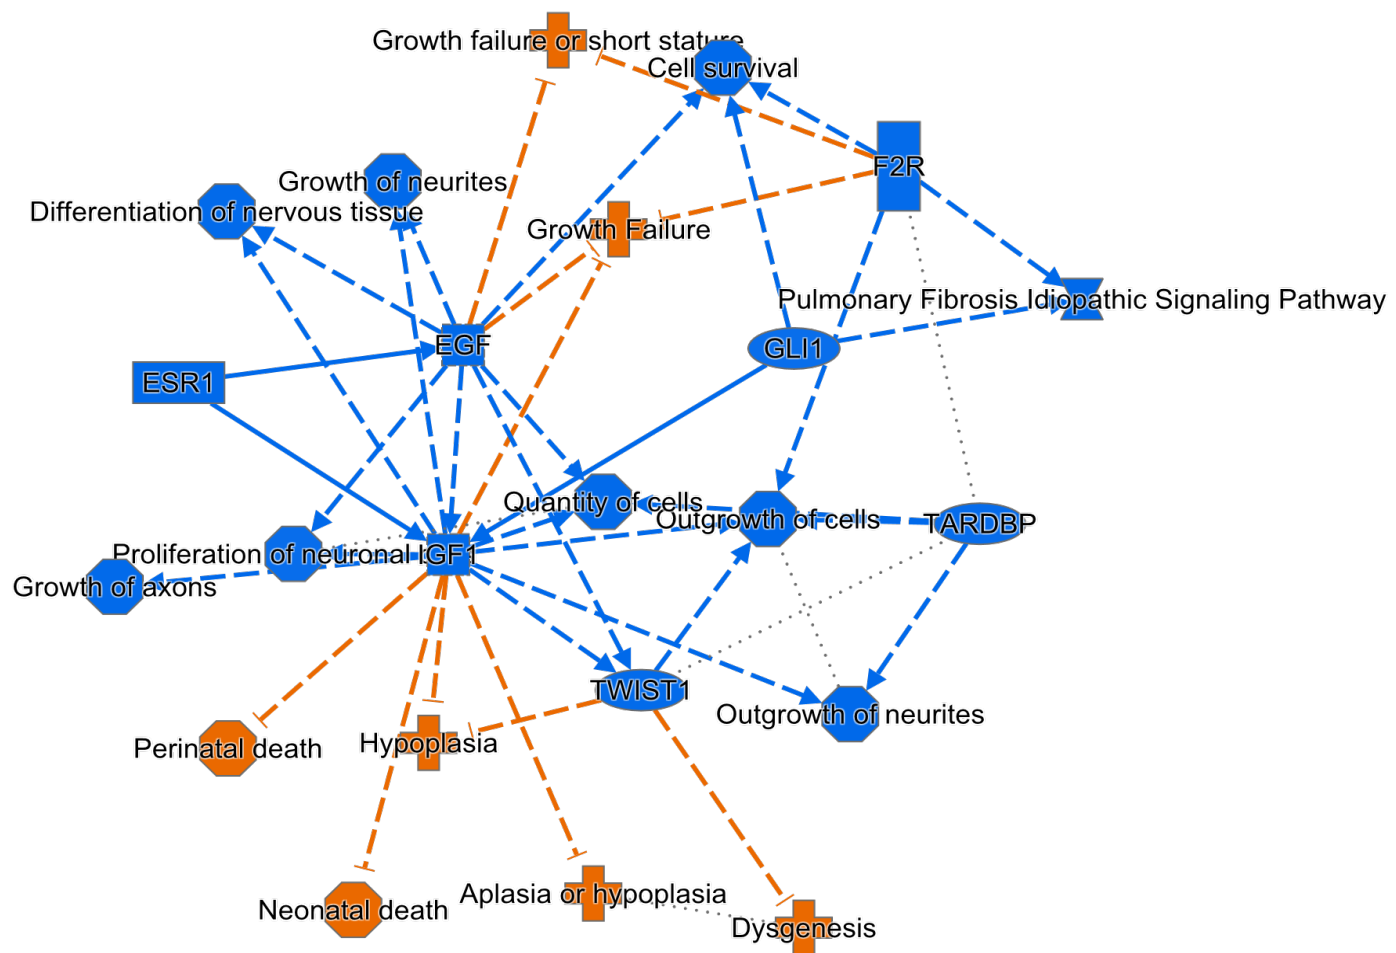 Growth failure or short stature
Cell survival
F2R
Growth of neurites
Differentiation of nervous tissue
Growth Failure
Pulmonary Fibrosis Idiopathic Signaling Pathway
EGF
GLI1
ESR1
Quantity of cells
Outgrowth of cells
TARDBP
Proliferation of neuronal
IGF1
Growth of axons
TWIST1
Outgrowth of neurites
Perinatal death
Hypoplasia
Aplasia or hypoplasia
Neonatal death
Dysgenesis